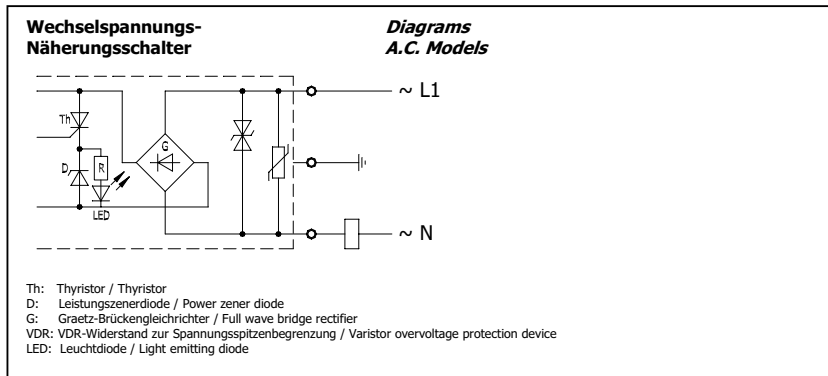 Wechselspannungs-
Näherungsschalter
Diagrams
A.C. Models
~ L1
Th
G
D
R
LED
~ N
Th: Thyristor / Thyristor
D: Leistungszenerdiode / Power zener diode
G: Graetz-Brückengleichrichter / Full wave bridge rectifier
VDR: VDR-Widerstand zur Spannungsspitzenbegrenzung / Varistor overvoltage protection device
LED: Leuchtdiode / Light emitting diode